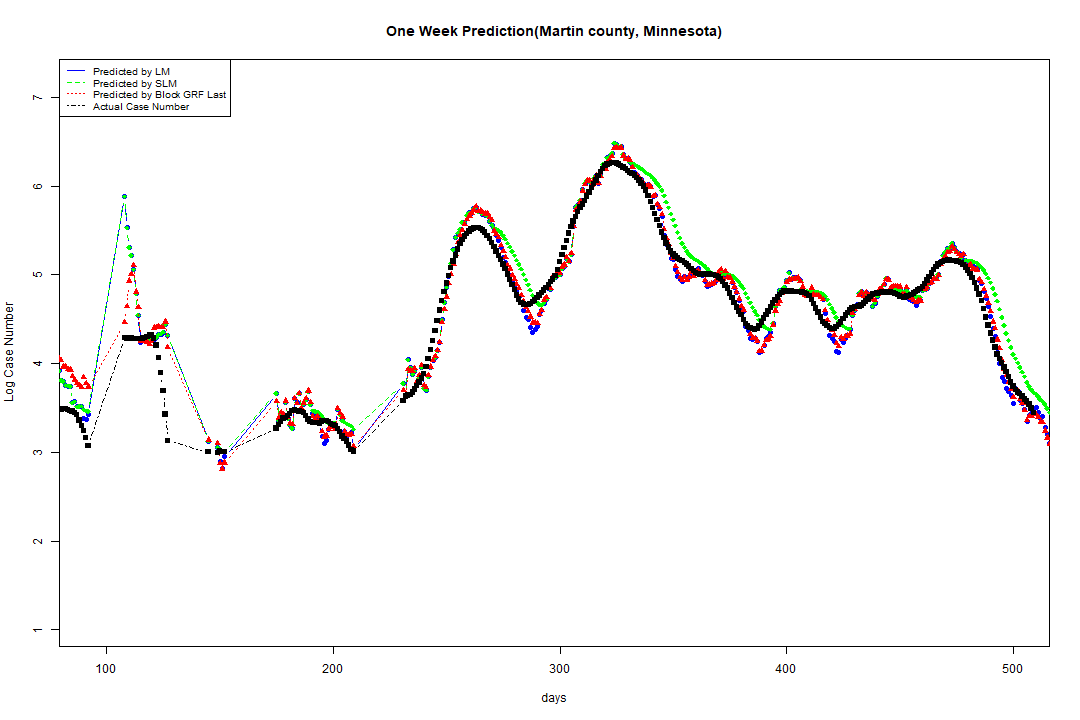 One Week Prediction(Martin county, Minnesota)
Predicted by LM
Predicted by SLM
Predicted by Block GRF Last
Actual Case Number
7
6
5
4
3
2
1
Log Case Number
100 200 300 400 500
days